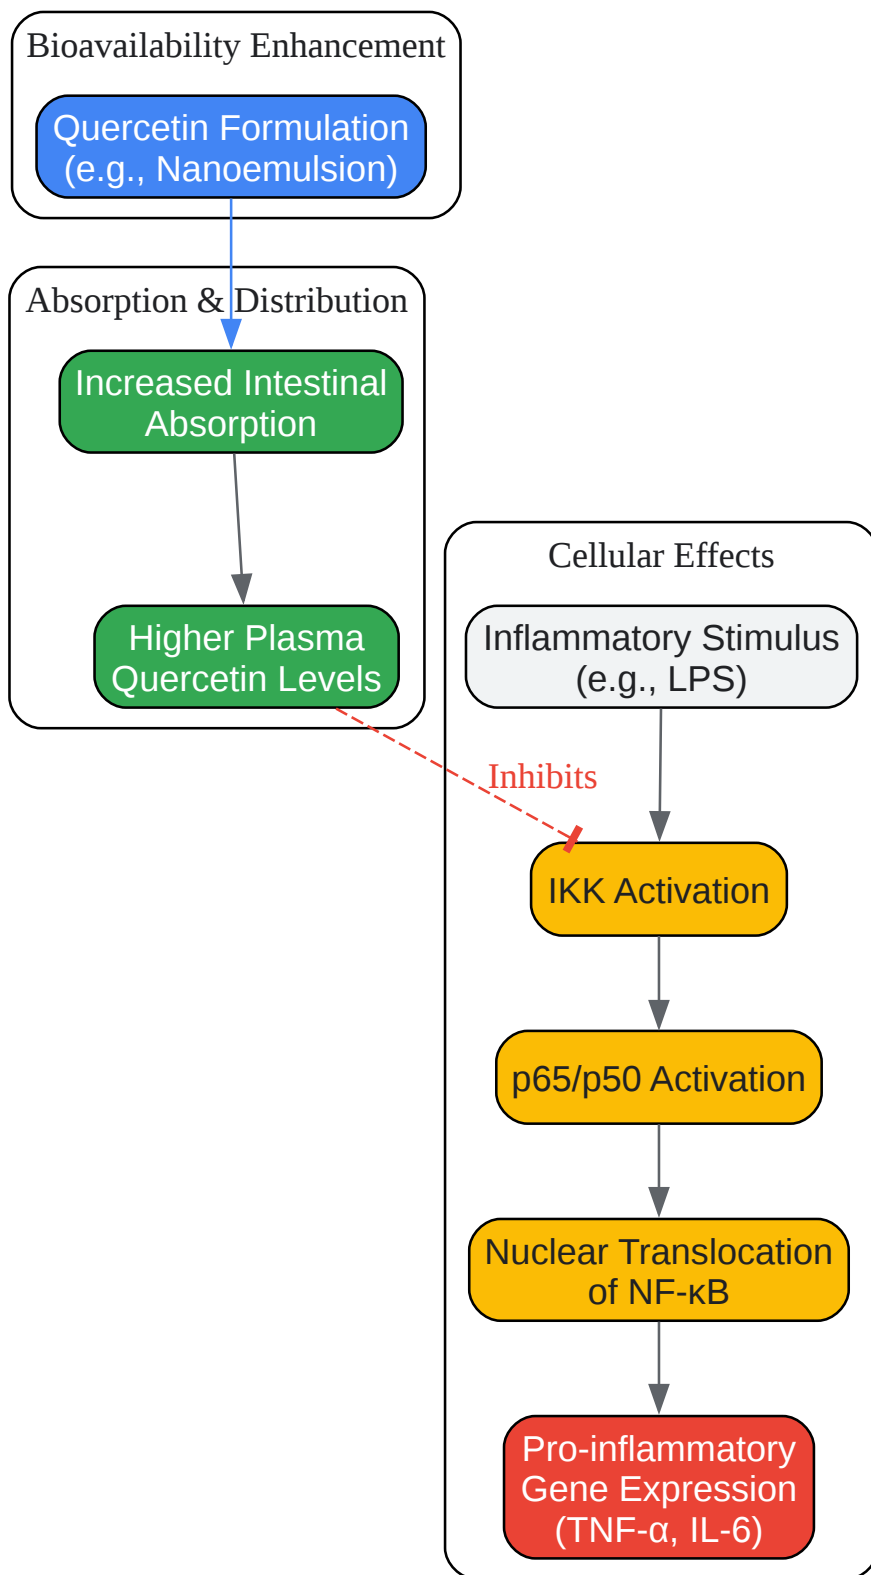 Bioavailability Enhancement
Quercetin Formulation
(e.g., Nanoemulsion)
Absorption & Distribution
Increased Intestinal
Absorption
Higher Plasma
Quercetin Levels
Cellular Effects
Inflammatory Stimulus
(e.g., LPS)
Inhibits
IKK Activation
p65/p50 Activation
Nuclear Translocation
of NF-κB
Pro-inflammatory
Gene Expression
(TNF-α, IL-6)